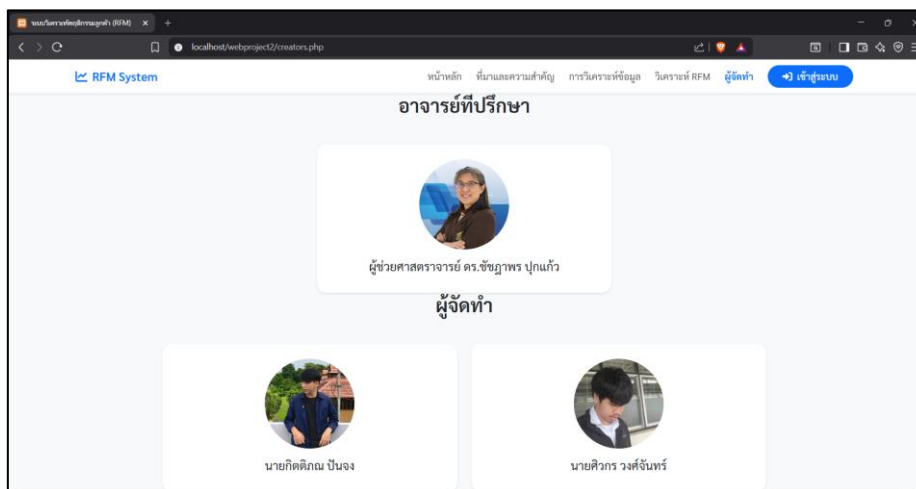 ระบบวิเคราะห์พฤติกรรมลูกค้า (RFM)
localhost/webproject2/creators.php
RFM System
หน้าหลัก ที่มาและความสำคัญ การวิเคราะห์ข้อมูล วิเคราะห์ RFM ผู้จัดทำ เข้าสู่ระบบ
อาจารย์ที่ปรึกษา
ผู้ช่วยศาสตราจารย์ ดร.ชัชฎาพร ปุกแก้ว
ผู้จัดทำ
นายกิตติภณ ปันจง
นายศิวกร วงศ์จันทร์